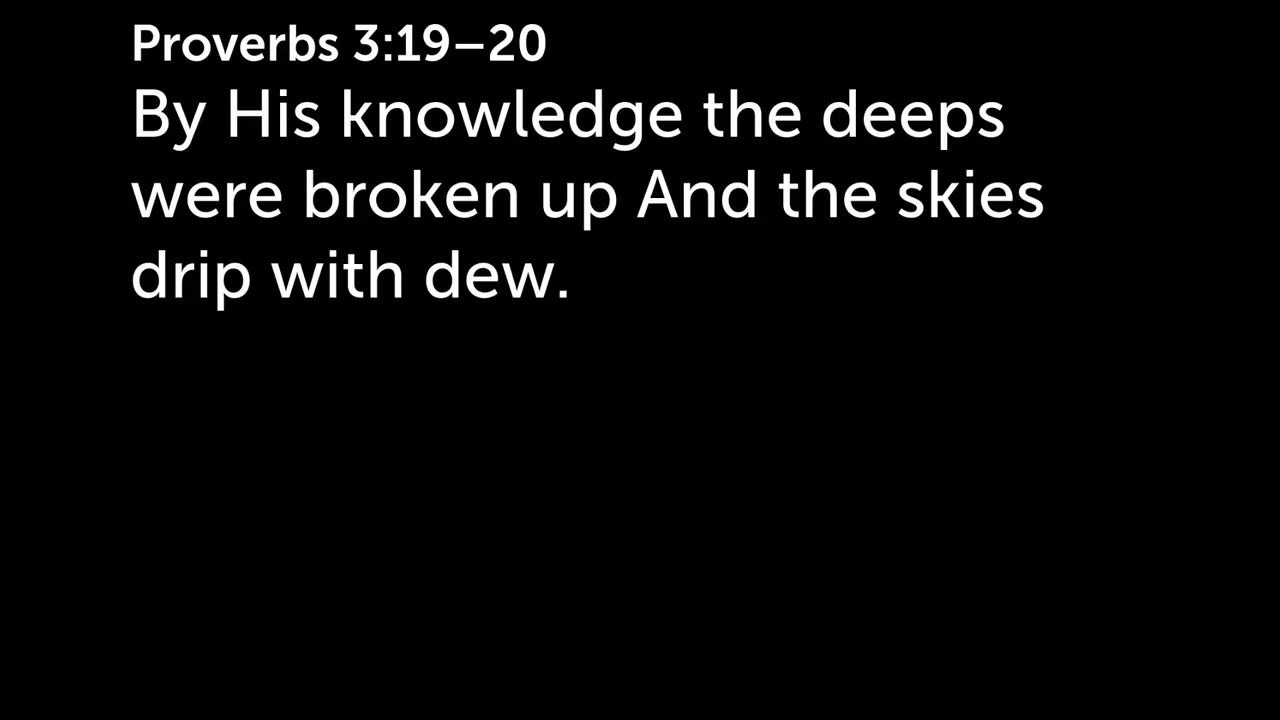 Proverbs 3:19–20
By His knowledge the deeps
were broken up And the skies
drip with dew.